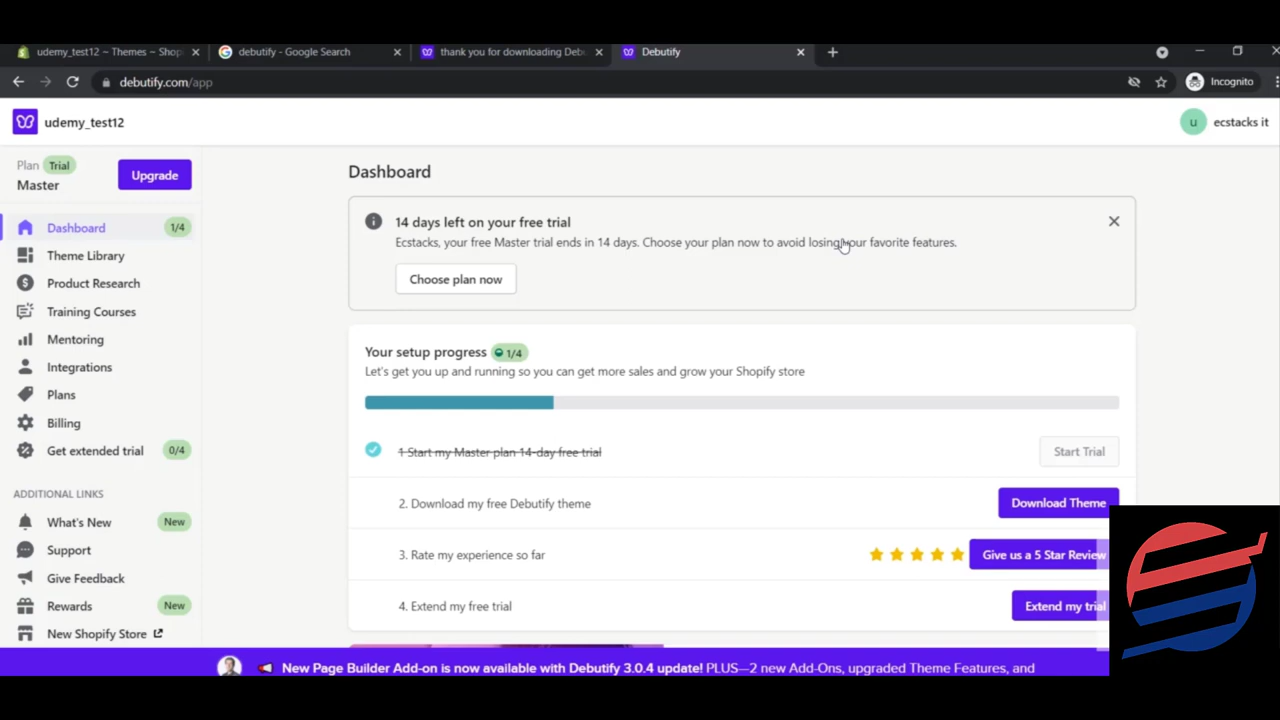 udemy_test12 ~ Themes ~ Shop
debutify - Google Search
thank you for downloading Deb
Debutify
debutify.com/app
Incognito
udemy_test12
u
ecstacks it
Plan Trial
Master
Upgrade
Dashboard
1/4
Theme Library
Product Research
Training Courses
Mentoring
Integrations
Plans
Billing
Get extended trial
0/4
ADDITIONAL LINKS
What's New
New
Support
Give Feedback
Rewards
New
New Shopify Store
Dashboard
14 days left on your free trial
Ecstacks, your free Master trial ends in 14 days. Choose your plan now to avoid losing your favorite features.
Choose plan now
Your setup progress 1/4
Let's get you up and running so you can get more sales and grow your Shopify store
1 Start my Master plan 14-day free trial
Start Trial
2. Download my free Debutify theme
Download Theme
3. Rate my experience so far
Give us a 5 Star Review
4. Extend my free trial
Extend my trial
New Page Builder Add-on is now available with Debutify 3.0.4 update! PLUS—2 new Add-Ons, upgraded Theme Features, and